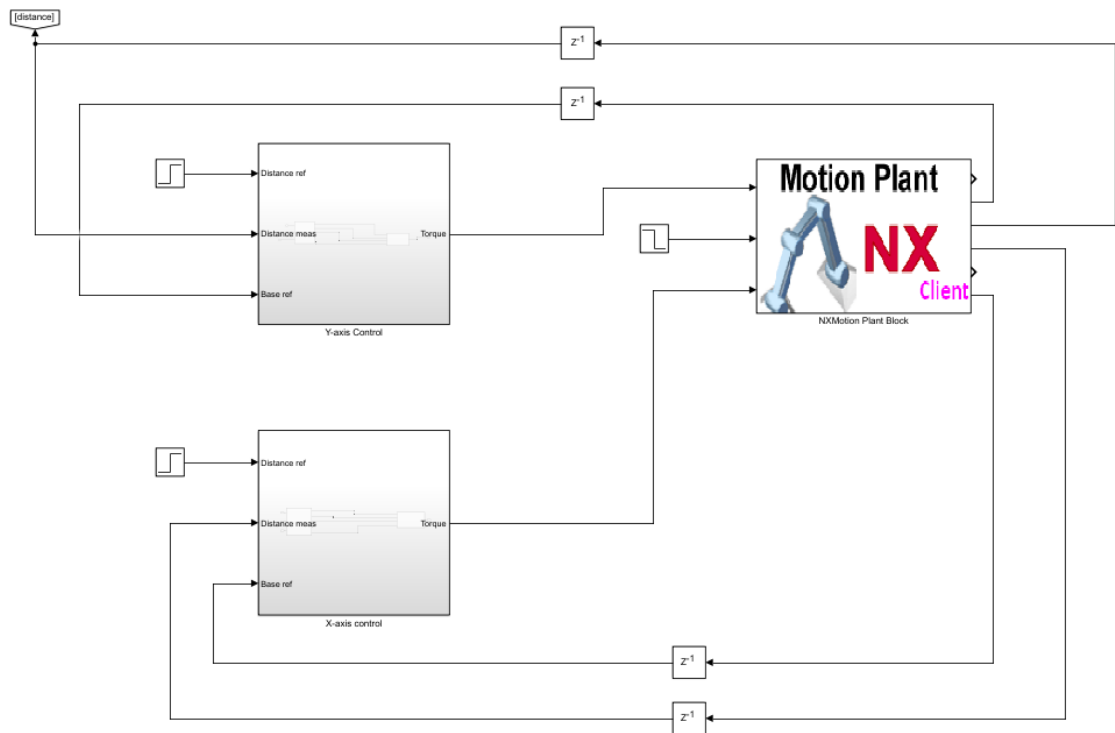 [distance]
Z-1
Z-1
Distance ref
Distance meas
Torque
Base ref
Y-axis Control
Motion Plant
NX
Client
NXMotion Plant Block
Distance ref
Distance meas
Torque
Base ref
X-axis control
Z-1
Z-1